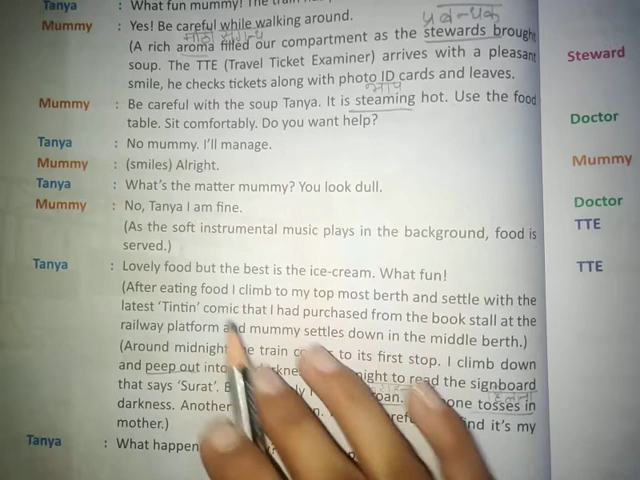 Tanya : What fun mummy! The train has
Mummy : Yes! Be careful while walking around.
(A rich aroma filled our compartment as the stewards brought
soup. The TTE (Travel Ticket Examiner) arrives with a pleasant
smile, he checks tickets along with photo ID cards and leaves.
भाप
Mummy : Be careful with the soup Tanya. It is steaming hot. Use the food
table. Sit comfortably. Do you want help?
Tanya : No mummy. I'll manage.
Mummy : (smiles) Alright.
Tanya : What's the matter mummy? You look dull.
Mummy : No, Tanya I am fine.
(As the soft instrumental music plays in the background, food is
served.)
Tanya : Lovely food but the best is the ice-cream. What fun!
(After eating food I climb to my top most berth and settle with the
latest 'Tintin' comic that I had purchased from the book stall at the
railway platform and mummy settles down in the middle berth.)
(Around midnight the train to its first stop. I climb down
and peep out into night to read the signboard
that says 'Surat'. tosses in
darkness. Another it's my
mother.)
Tanya : What
Steward
Doctor
Mummy
Doctor
TTE
TTE